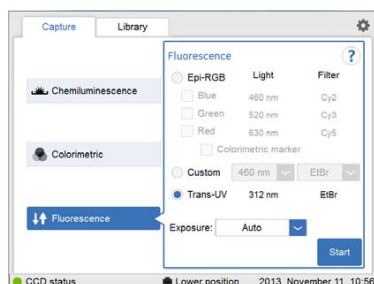 Capture Library
Fluorescence ?
Epi-RGB Light Filter
Blue 460 nm Cy2
Green 520 nm Cy3
Red 630 nm Cy5
Colorimetric marker
Custom 460 nm EtBr
Trans-UV 312 nm EtBr
Exposure: Auto
Start
Chemiluminescence
Colorimetric
Fluorescence
CCD status Lower position 2013 November 11 10:56